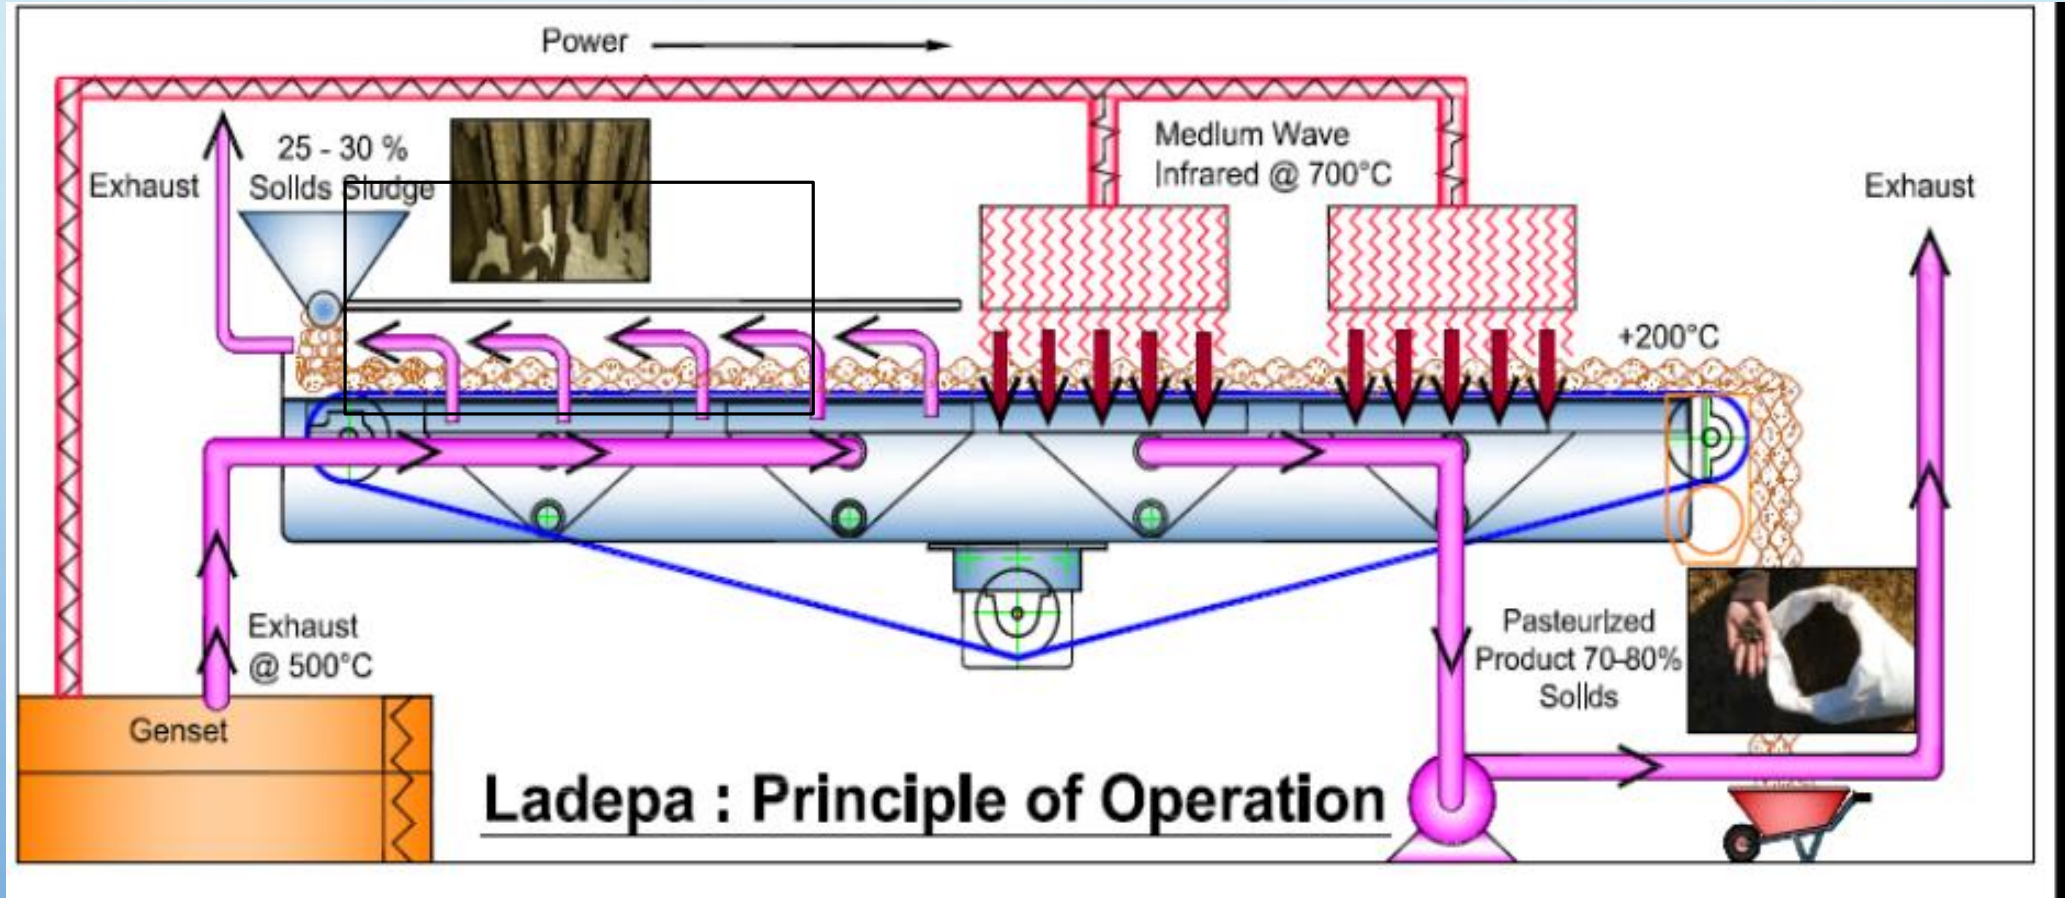 Power
25 - 30 %
Solids Sludge
Exhaust
Medium Wave
Infrared @ 700°C
Exhaust
+200°C
Exhaust
@ 500°C
Pasteurized
Product 70-80%
Solids
Genset
Ladepa : Principle of Operation